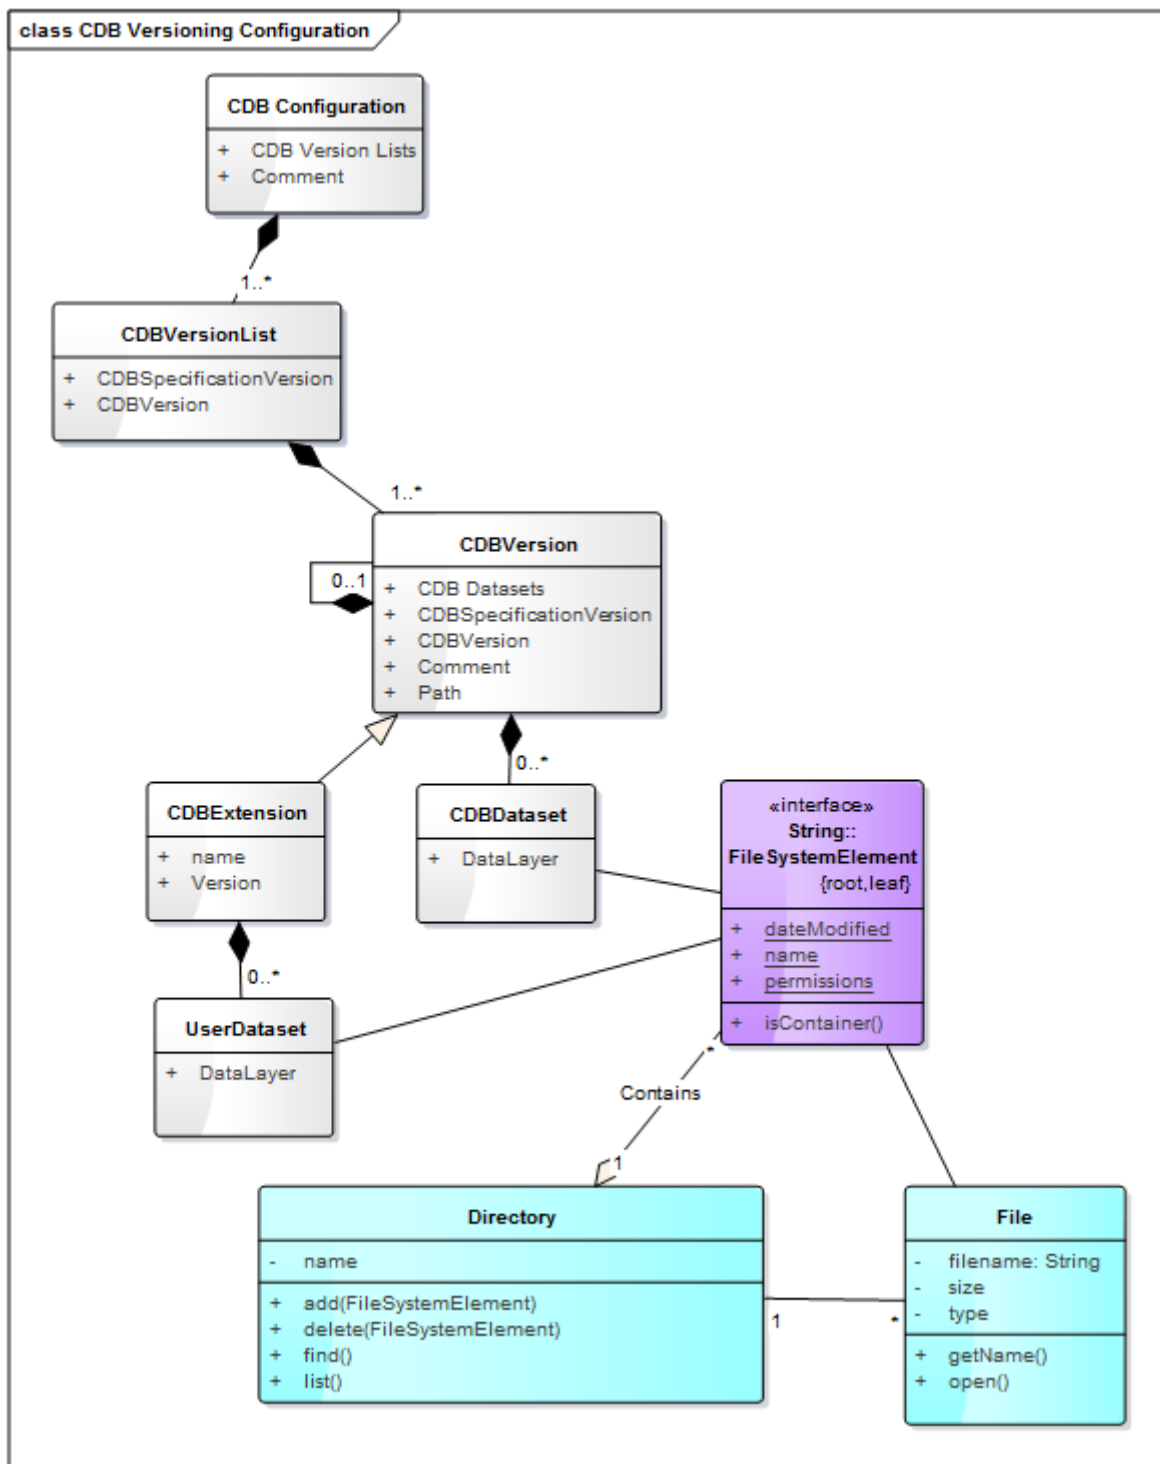 class CDB Versioning Configuration
CDB Configuration
+ CDB Version Lists
+ Comment
1..*
CDBVersionList
+ CDBSpecificationVersion
+ CDBVersion
1..*
CDBVersion
0..1
+ CDB Datasets
+ CDBSpecificationVersion
+ CDBVersion
+ Comment
+ Path
0..*
CDBExtension
+ name
+ Version
CDBDataset
+ DataLayer
«interface»
String::
FileSystemElement
{root,leaf}
+ dateModified
+ name
+ permissions
+ isContainer()
0..*
UserDataset
+ DataLayer
*
Contains
1
Directory
- name
+ add(FileSystemElement)
+ delete(FileSystemElement)
+ find()
+ list()
1
*
File
- filename: String
- size
- type
+ getName()
+ open()